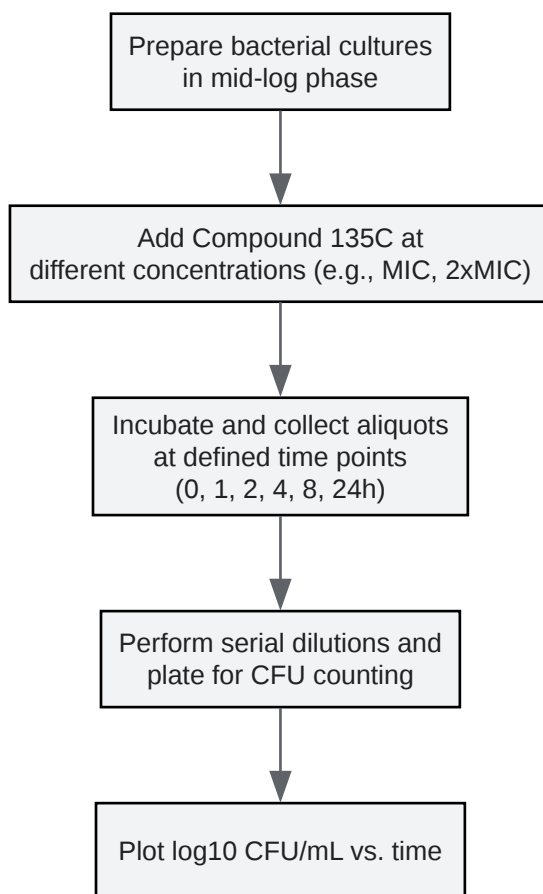 Prepare bacterial cultures
in mid-log phase
Add Compound 135C at
different concentrations (e.g., MIC, 2xMIC)
Incubate and collect aliquots
at defined time points
(0, 1, 2, 4, 8, 24h)
Perform serial dilutions and
plate for CFU counting
Plot log10 CFU/mL vs. time